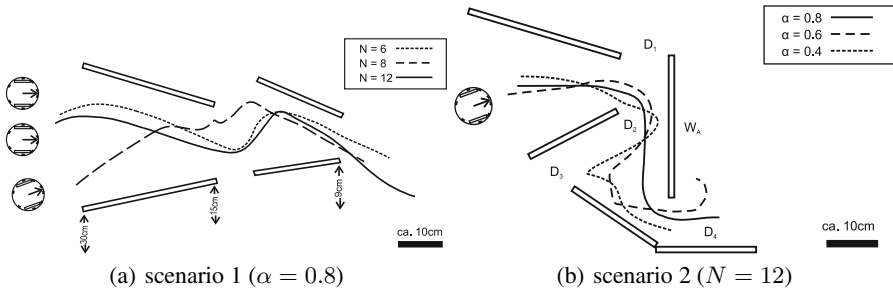 N = 6
N = 8
N = 12
30cm
15cm
9cm
ca. 10cm
(a) scenario 1 (α = 0.8)
D1
D2
D3
D4
WA
α = 0.8
α = 0.6
α = 0.4
ca. 10cm
(b) scenario 2 (N = 12)